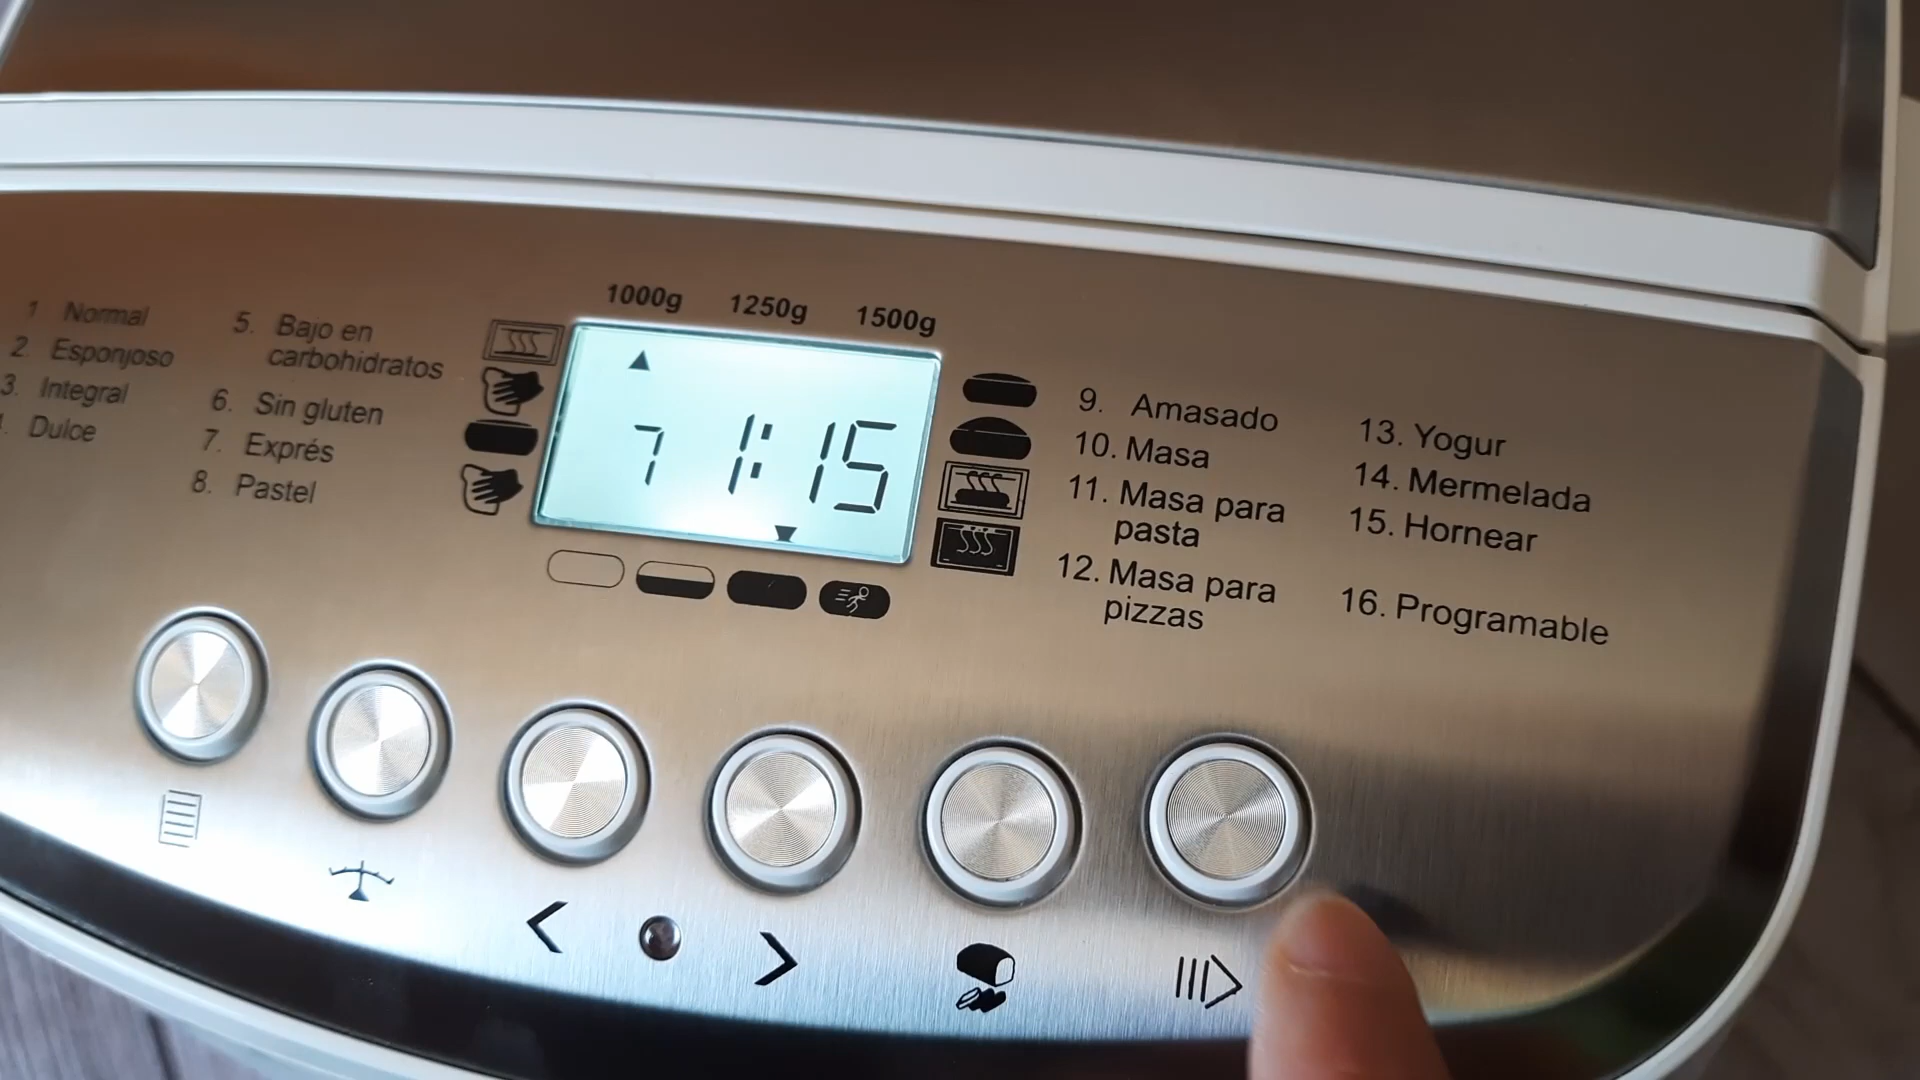 1000g 1250g 1500g
1 Normal
2. Esponjoso
3. Integral
Dulce
5. Bajo en
carbohidratos
6. Sin gluten
7. Exprés
8. Pastel
7 1:15
9. Amasado
10. Masa
11. Masa para
pasta
12. Masa para
pizzas
13. Yogur
14. Mermelada
15. Hornear
16. Programable